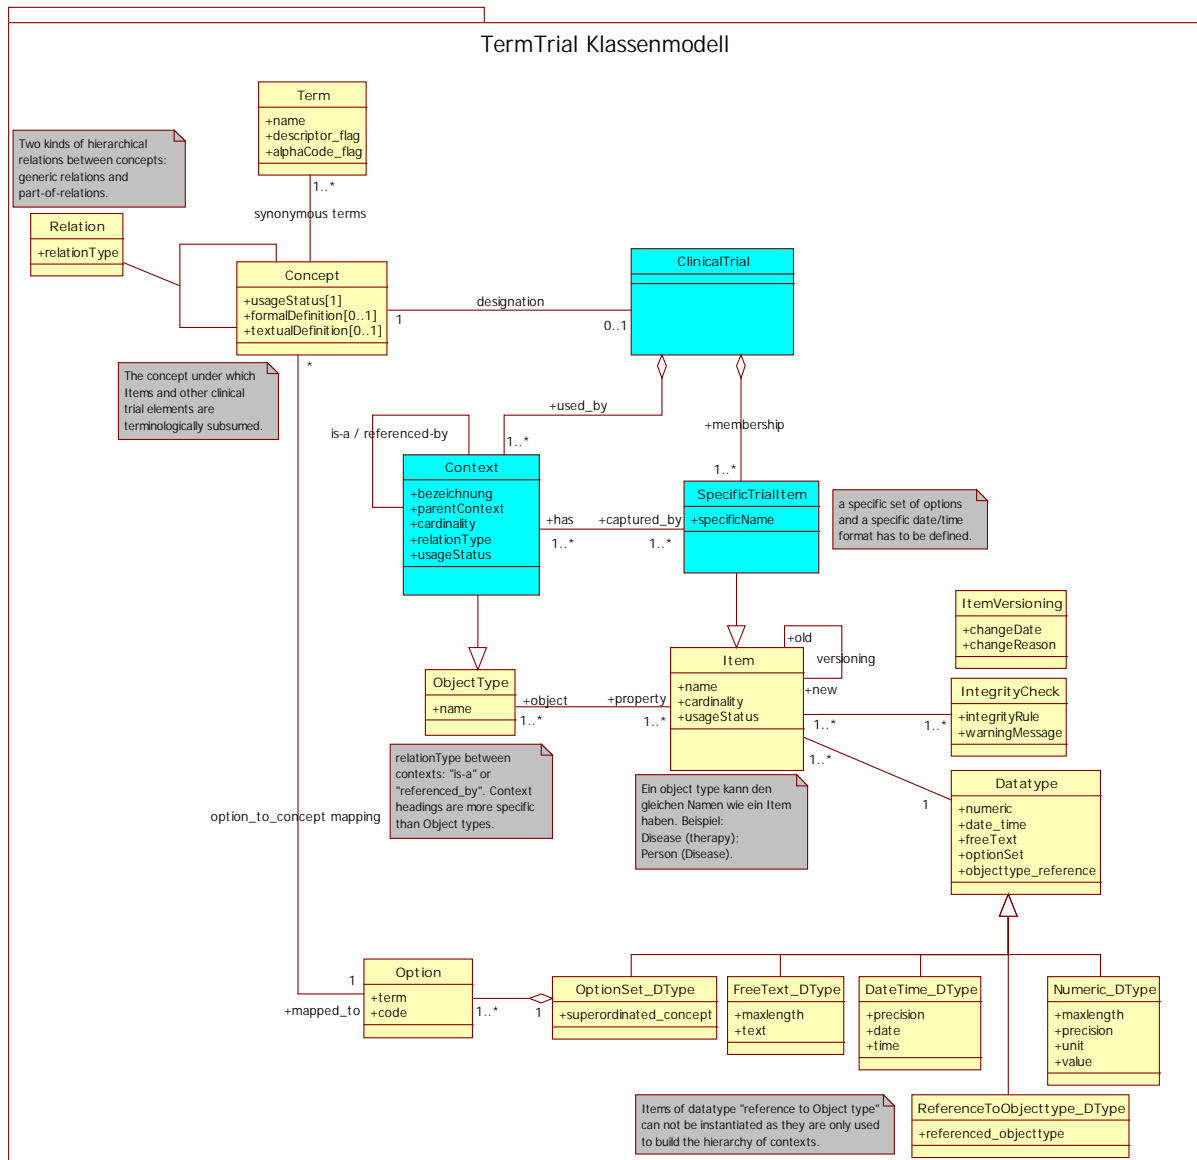 TermTrial Klassenmodell
Term
+name
+descriptor_flag
+alphaCode_flag
Two kinds of hierarchical
relations between concepts:
generic relations and
part-of-relations.
1..*
synonymous terms
Relation
+relationType
Concept
+usageStatus[1]
+formalDefinition[0..1]
+textualDefinition[0..1]
1
designation
0..1
ClinicalTrial
*
The concept under which
Items and other clinical
trial elements are
terminologically subsumed.
+used_by
1..*
+membership
1..*
is-a / referenced-by
Context
+bezeichnung
+parentContext
+cardinality
+relationType
+usageStatus
+has
1..*
+captured_by
1..*
SpecificTrialItem
+specificName
a specific set of options
and a specific date/time
format has to be defined.
ItemVersioning
+changeDate
+changeReason
+old
versioning
+new
Item
+name
+cardinality
+usageStatus
ObjectType
+name
+object
1..*
+property
1..*
IntegrityCheck
+integrityRule
+warningMessage
1..*
1..*
1..*
1
relationType between
contexts: "is-a" or
"referenced_by". Context
headings are more specific
than Object types.
Ein object type kann den
gleichen Namen wie ein Item
haben. Beispiel:
Disease (therapy);
Person (Disease).
Datatype
+numeric
+date_time
+freeText
+optionSet
+objecttype_reference
option_to_concept mapping
1
+mapped_to
Option
+term
+code
1..*
1
OptionSet_DType
+superordinated_concept
FreeText_DType
+maxlength
+text
DateTime_DType
+precision
+date
+time
Numeric_DType
+maxlength
+precision
+unit
+value
Items of datatype "reference to Object type"
can not be instantiated as they are only used
to build the hierarchy of contexts.
ReferenceToObjecttype_DType
+referenced_objecttype